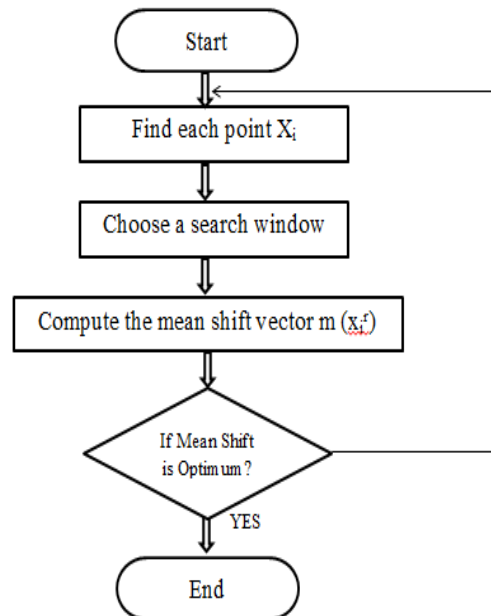 Start
Find each point Xᵢ
Choose a search window
Compute the mean shift vector m (xᵢʳ)
If Mean Shift
is Optimum?
YES
End